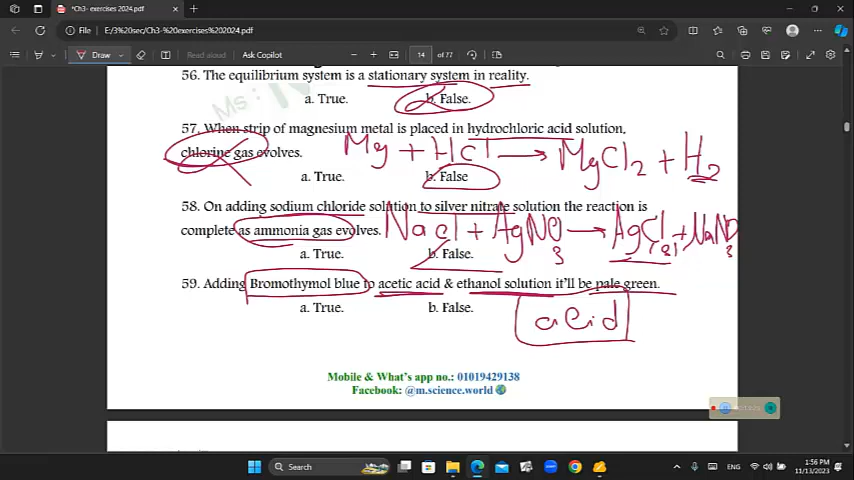 *Ch3- exercises 2024.pdf
File E:/3 sec/Ch3-%20exercises%202024.pdf
Draw Read aloud Ask Copilot 14 of 77
56. The equilibrium system is a stationary system in reality.
a. True. b. False.
57. When strip of magnesium metal is placed in hydrochloric acid solution,
chlorine gas evolves.
Mg + HCl → MgCl2 + H2
a. True. b. False
58. On adding sodium chloride solution to silver nitrate solution the reaction is
complete as ammonia gas evolves.
Nacl + AgNO3 → AgCl(s) + NaNO3
a. True. b. False.
59. Adding Bromothymol blue to acetic acid & ethanol solution it'll be pale green.
a. True. b. False.
acid
Mobile & What's app no.: 01019429138
Facebook: @m.science.world
Search
ENG
1:56 PM
11/13/2023